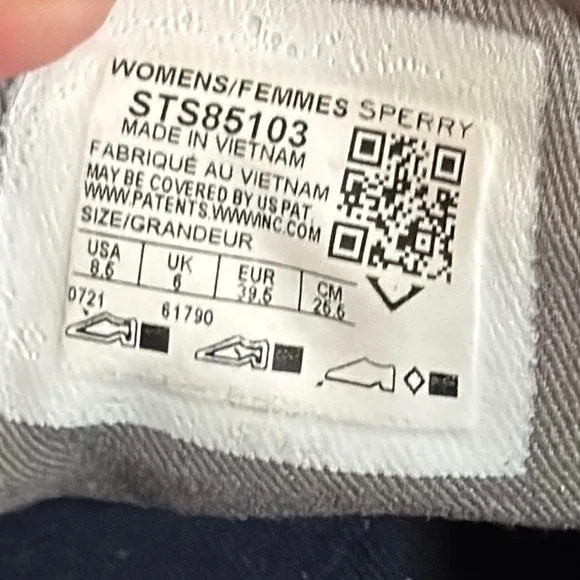 WOMENS/FEMMES SPERRY
STS85103
MADE IN VIETNAM
FABRIQUÉ AU VIETNAM
MAY BE COVERED BY US PAT.
WWW.PATENTS.WWWINC.COM
SIZE/GRANDEUR
USA UK EUR CM
8.5 6 39.5 25.5
0721 61790